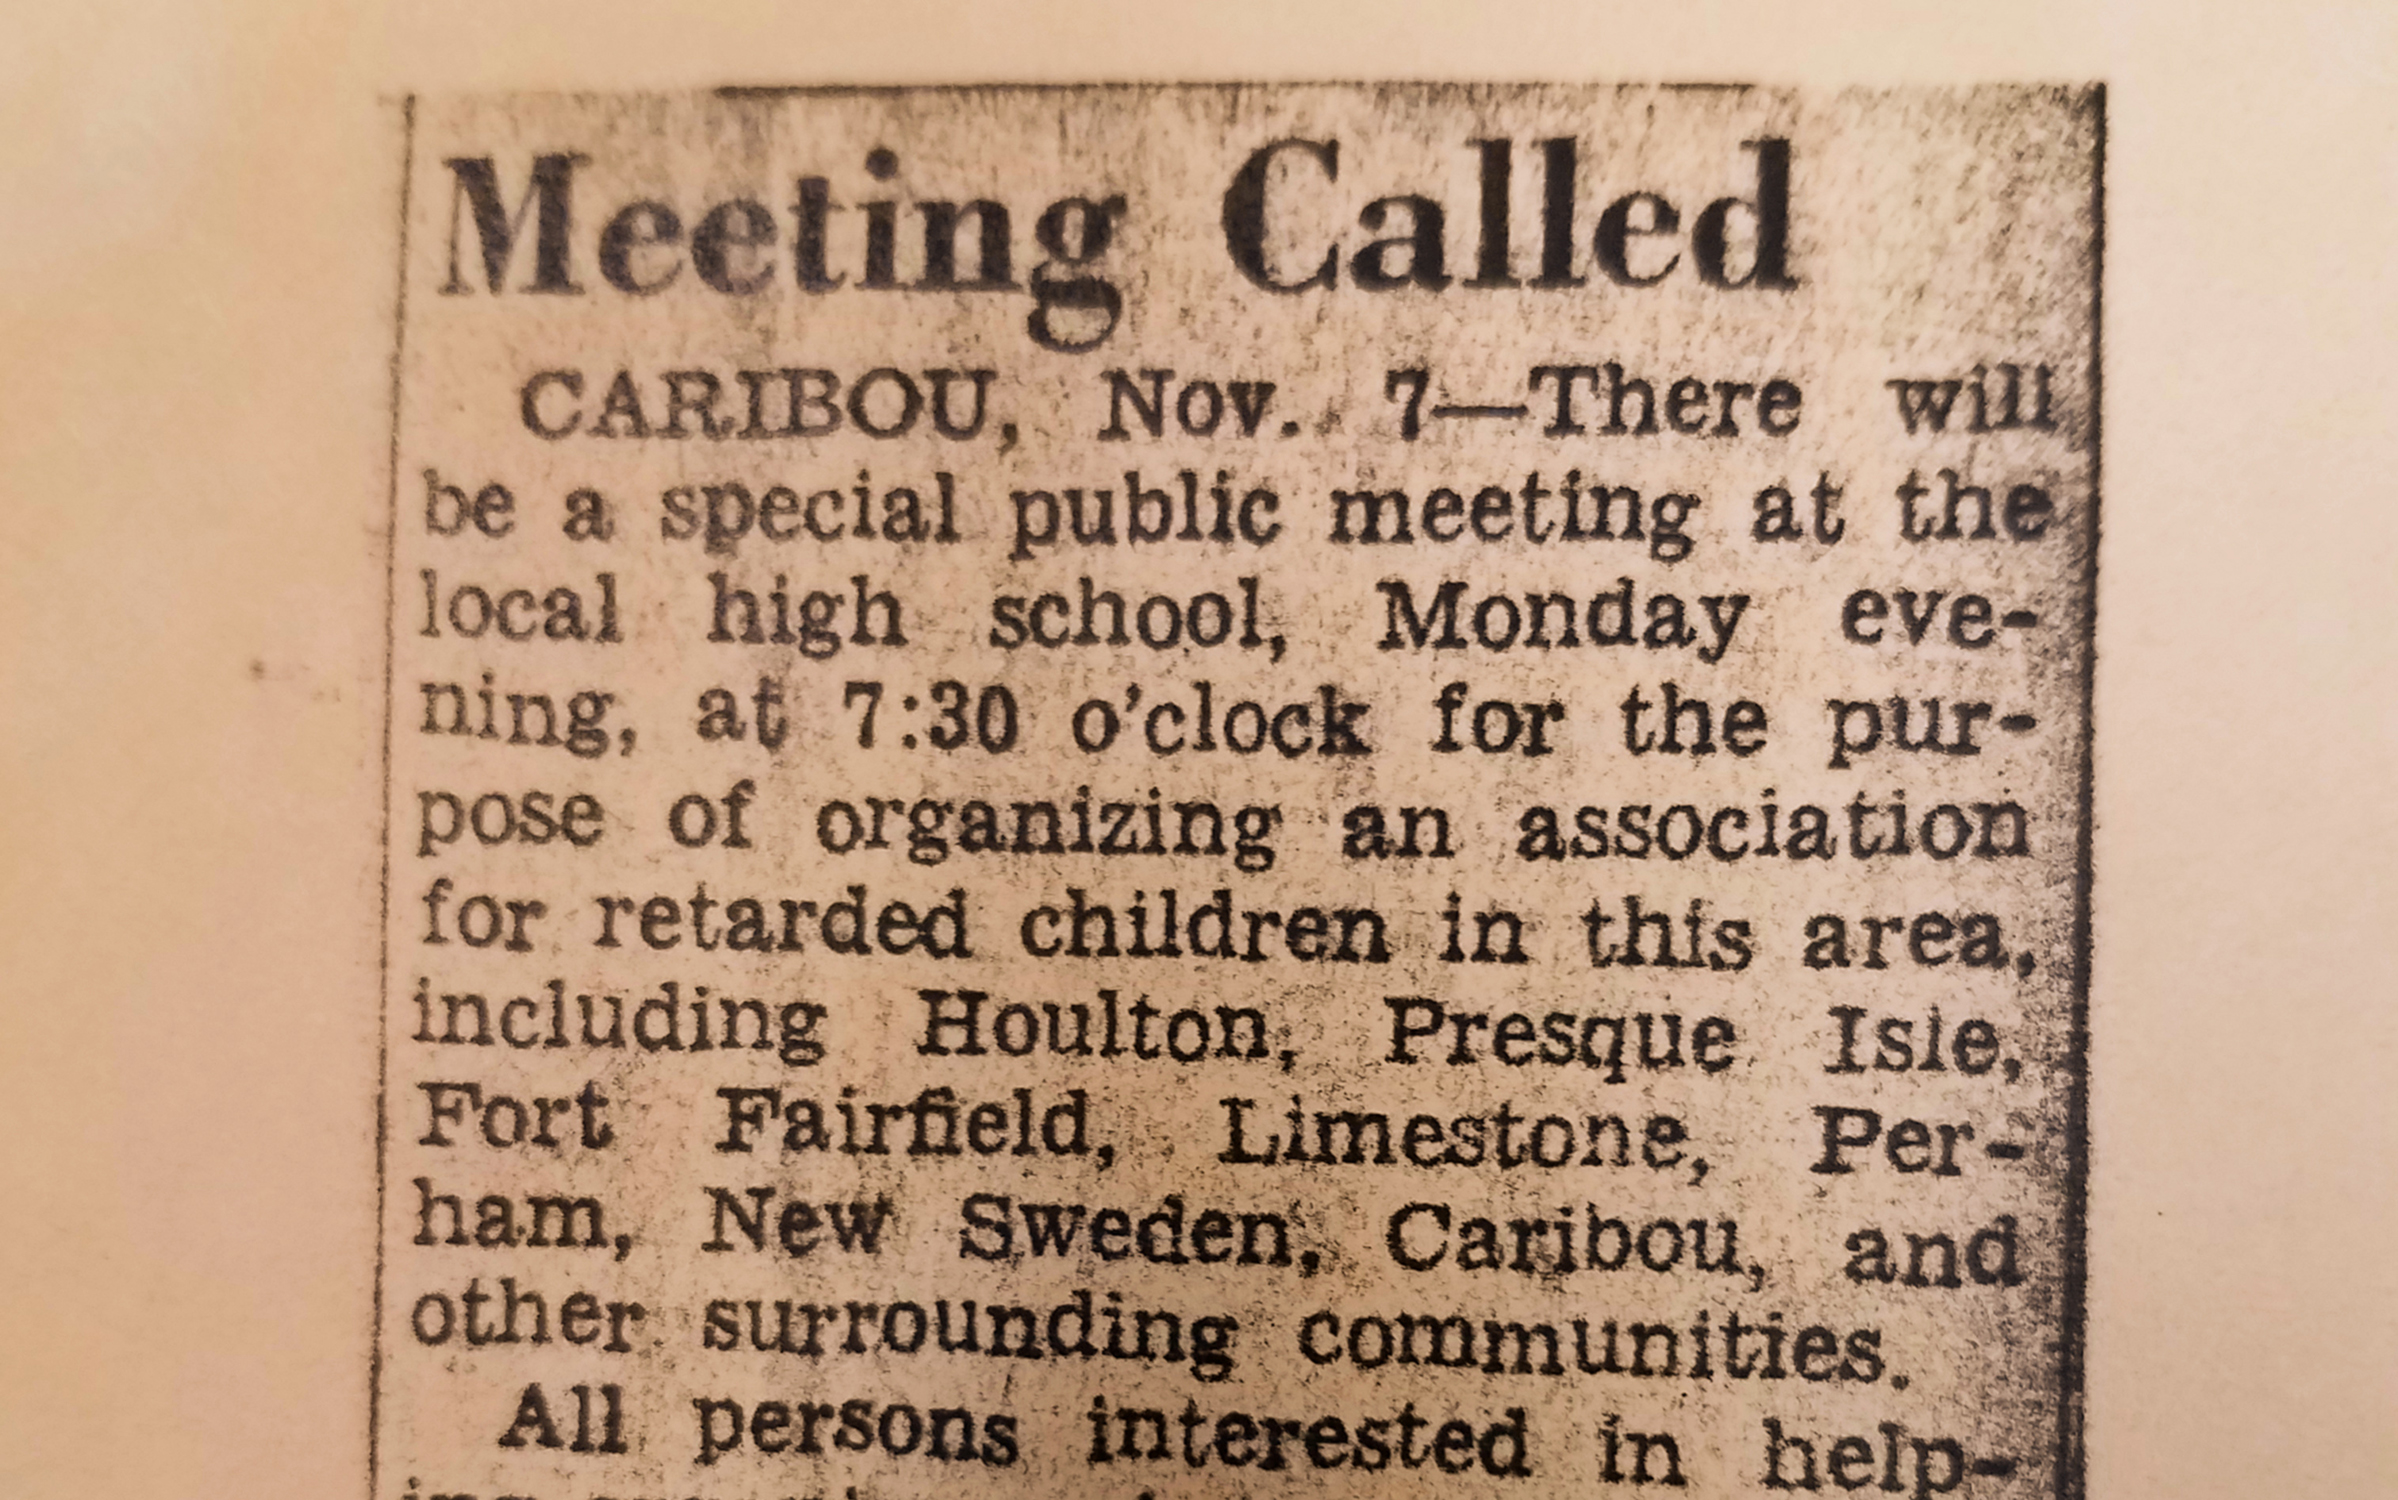 Meeting Called
CARIBOU, Nov. 7—There will
be a special public meeting at the
local high school, Monday eve-
ning, at 7:30 o'clock for the pur-
pose of organizing an association
for retarded children in this area,
including Houlton, Presque Isle,
Fort Fairfield, Limestone, Per-
ham, New Sweden, Caribou, and
other surrounding communities.
All persons interested in help-